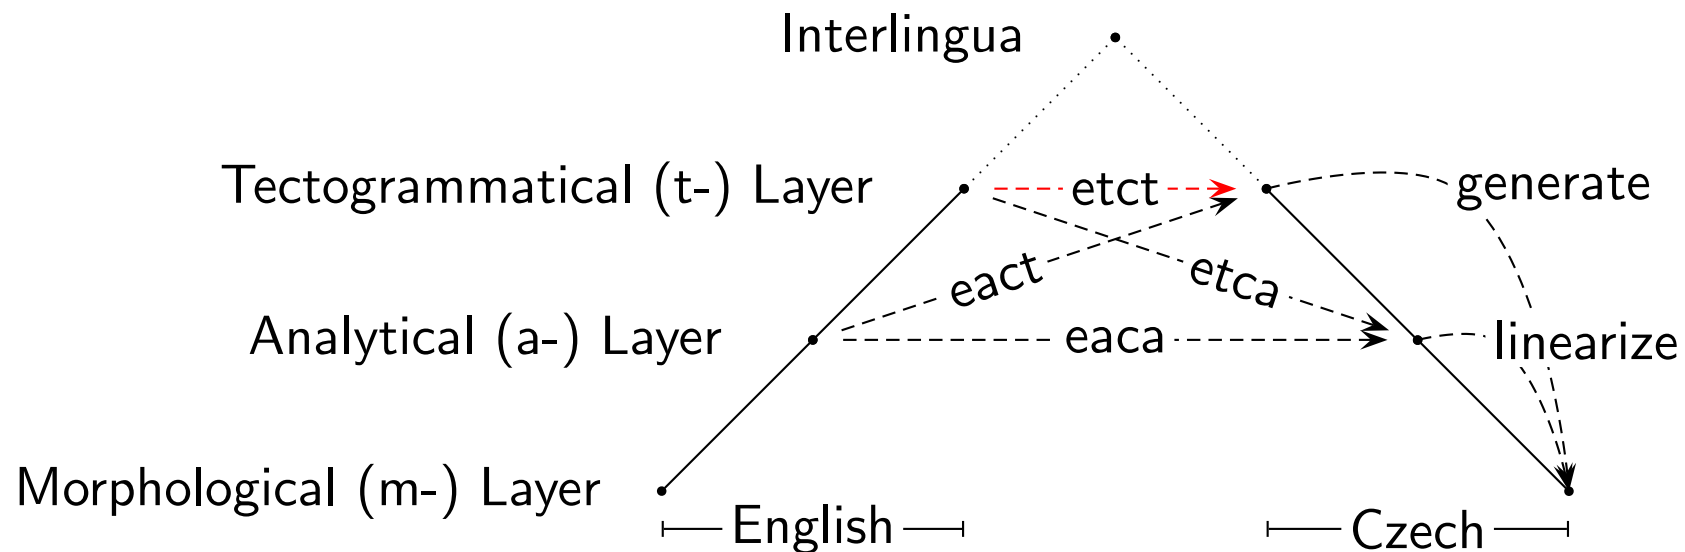 Interlingua
Tectogrammatical (t-) Layer
etct
generate
eact
etca
Analytical (a-) Layer
eaca
linearize
Morphological (m-) Layer
English
Czech